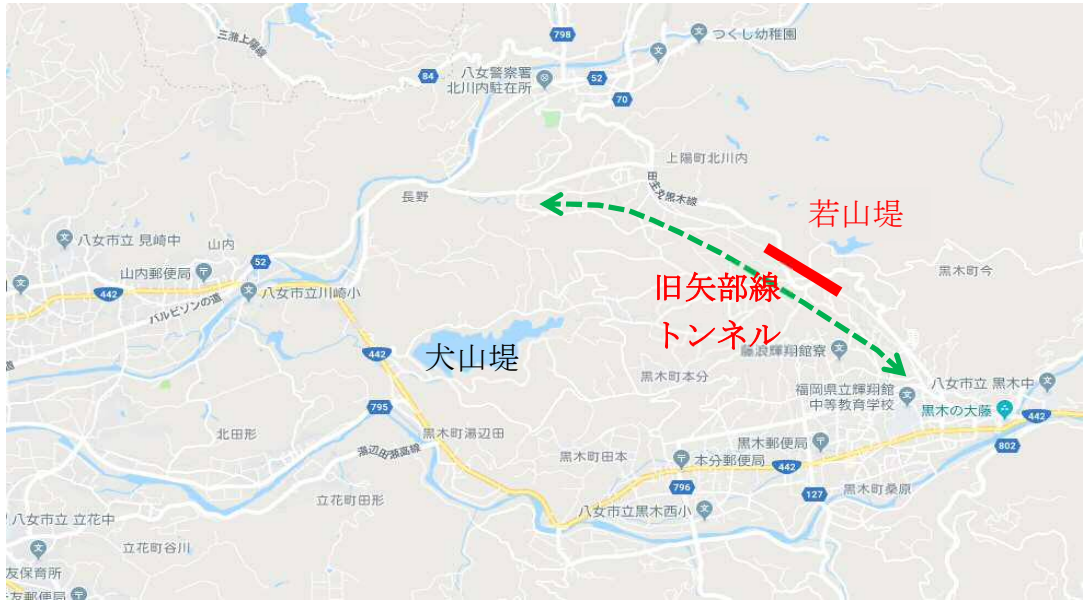 三潴上陽線
798
つくし幼稚園
84
八女警察署
北川内駐在所
52
70
上陽町北川内
長野
田主丸黒木線
若山堤
八女市立 見崎中
山内
52
黒木町今
山内郵便局
442
バルビゾンの道
八女市立川崎小
旧矢部線
トンネル
犬山堤
442
藤浪輝翔館寮
黒木町本分
福岡県立輝翔館
中等教育学校
八女市立 黒木中
黒木の大藤
442
795
北田形
黒木町湯辺田
黒木郵便局
802
黒木町田本
本分郵便局
442
立花町田形
796
127
黒木町桑原
八女市立 立花中
八女市立黒木西小
立花町谷川
友保育所
女郵便局